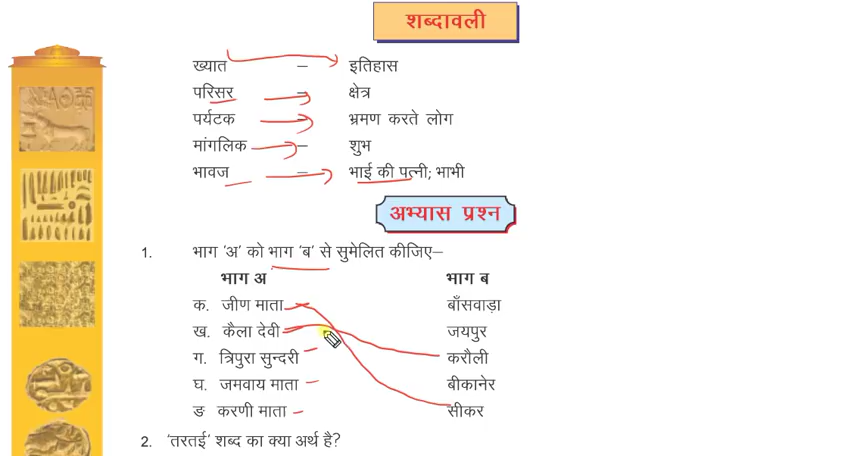 शब्दावली
ख्यात – इतिहास
परिसर – क्षेत्र
पर्यटक – भ्रमण करते लोग
मांगलिक – शुभ
भावज – भाई की पत्नी; भाभी
अभ्यास प्रश्न
1. भाग 'अ' को भाग 'ब' से सुमेलित कीजिए–
भाग अ भाग ब
क. जीण माता बाँसवाड़ा
ख. कैला देवी जयपुर
ग. त्रिपुरा सुन्दरी करौली
घ. जमवाय माता बीकानेर
ङ करणी माता सीकर
2. 'तरतई' शब्द का क्या अर्थ है?